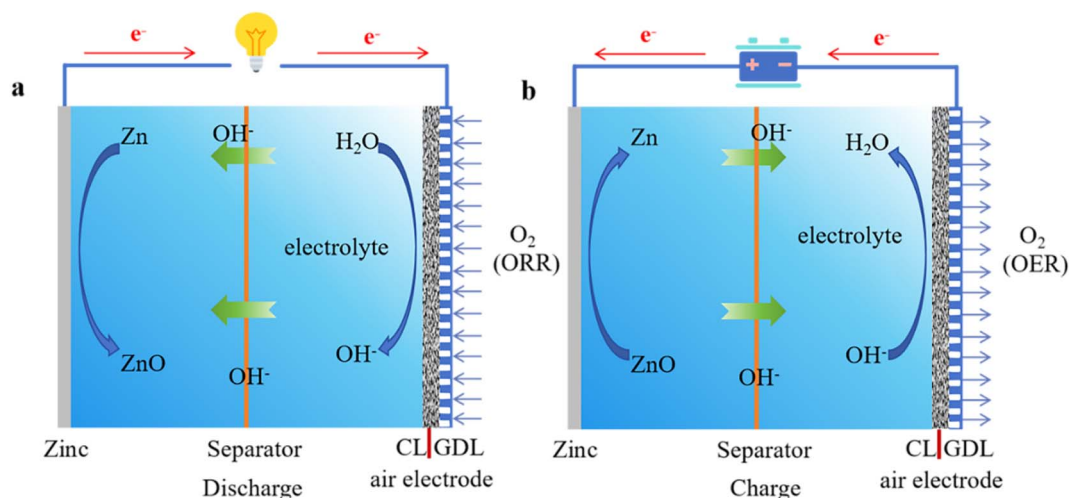 a
e-
e-
Zn
OH-
H2O
electrolyte
O2
(ORR)
ZnO
OH-
OH-
Zinc
Separator
CL GDL
air electrode
Discharge
b
e-
+ −
e-
Zn
OH-
H2O
electrolyte
O2
(OER)
ZnO
OH-
OH-
Zinc
Separator
CL GDL
air electrode
Charge